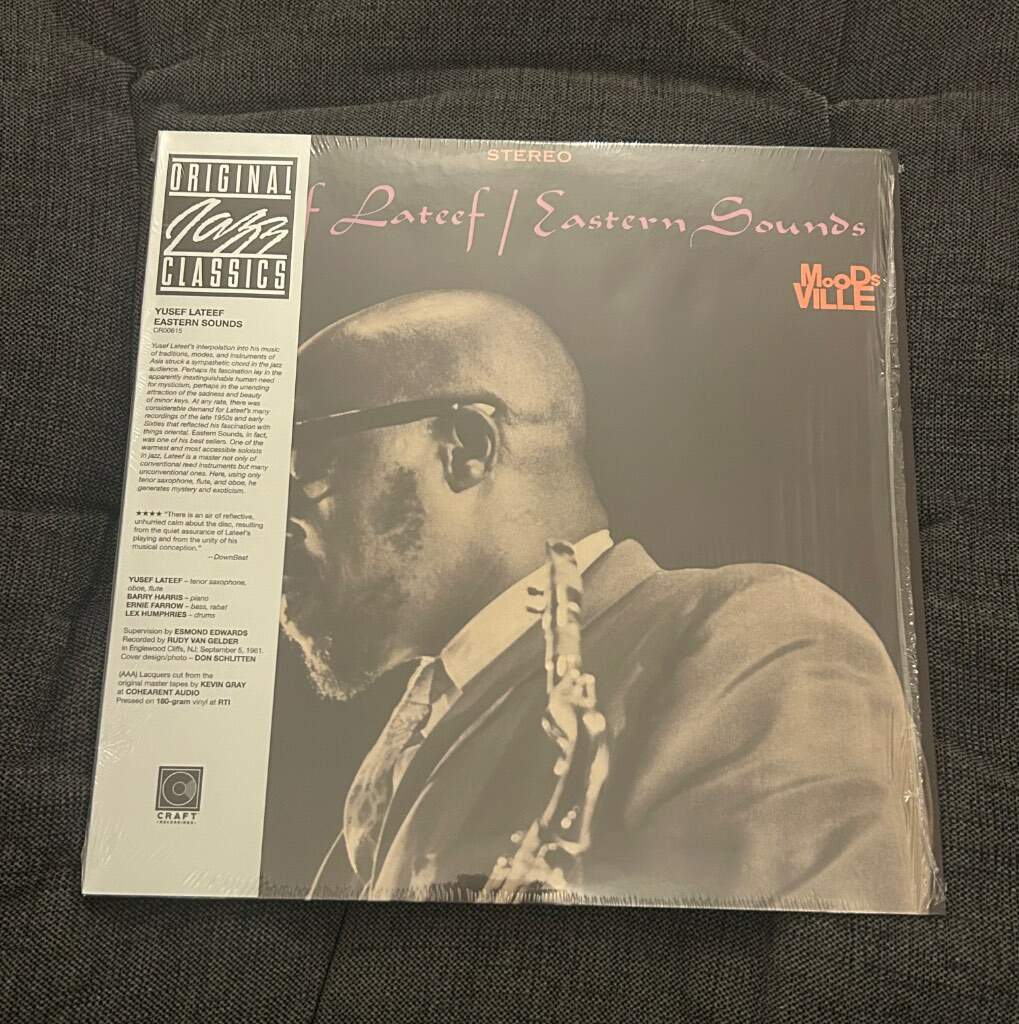 STEREO
f Lateef / Eastern Sounds
MOODS
VILLE
ORIGINAL
Jazz
CLASSICS
YUSEF LATEEF
EASTERN SOUNDS
CR00615
Yusef Lateef's interpolation into his music
of traditions, modes, and instruments of
Asia struck a sympathetic chord in the jazz
audience. Perhaps its fascination lay in the
apparently inextinguishable human need
for mysticism, perhaps in the unending
attraction of the sadness and beauty
of minor keys. At any rate, there was
considerable demand for Lateef's many
recordings of the late 1950s and early
Sixties that reflected his fascination with
things oriental. Eastern Sounds, in fact,
was one of his best sellers. One of the
warmest and most accessible soloists
in jazz, Lateef is a master not only of
conventional reed instruments but many
unconventional ones. Here, using only
tenor saxophone, flute, and oboe, he
generates mystery and exoticism.
★★★★ "There is an air of reflective,
unhurried calm about the disc, resulting
from the quiet assurance of Lateef's
playing and from the unity of his
musical conception."
—DownBeat
YUSEF LATEEF – tenor saxophone,
oboe, flute
BARRY HARRIS – piano
ERNIE FARROW – bass, rabat
LEX HUMPHRIES – drums
Supervision by ESMOND EDWARDS
Recorded by RUDY VAN GELDER
in Englewood Cliffs, NJ; September 5, 1961.
Cover design/photo – DON SCHLITTEN
(AAA) Lacquers cut from the
original master tapes by KEVIN GRAY
at COHEARENT AUDIO
Pressed on 180-gram vinyl at RTI
CRAFT
RECORDINGS